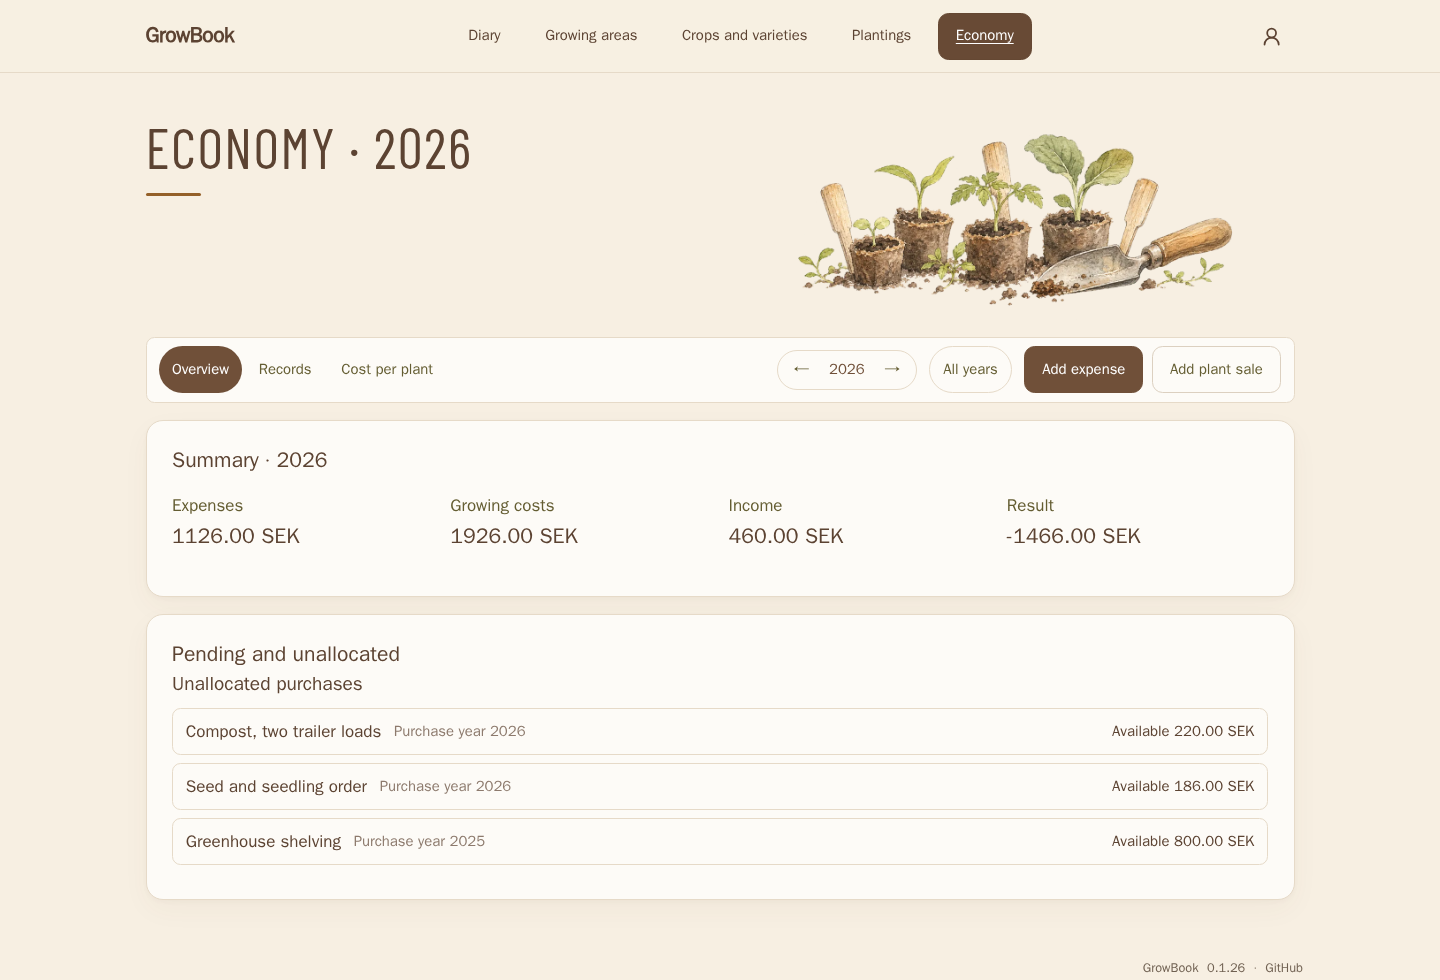 GrowBook
Diary
Growing areas
Crops and varieties
Plantings
Economy
ECONOMY · 2026
Overview
Records
Cost per plant
← 2026 →
All years
Add expense
Add plant sale
Summary · 2026
Expenses
1126.00 SEK
Growing costs
1926.00 SEK
Income
460.00 SEK
Result
-1466.00 SEK
Pending and unallocated
Unallocated purchases
Compost, two trailer loads Purchase year 2026 Available 220.00 SEK
Seed and seedling order Purchase year 2026 Available 186.00 SEK
Greenhouse shelving Purchase year 2025 Available 800.00 SEK
GrowBook 0.1.26 · GitHub